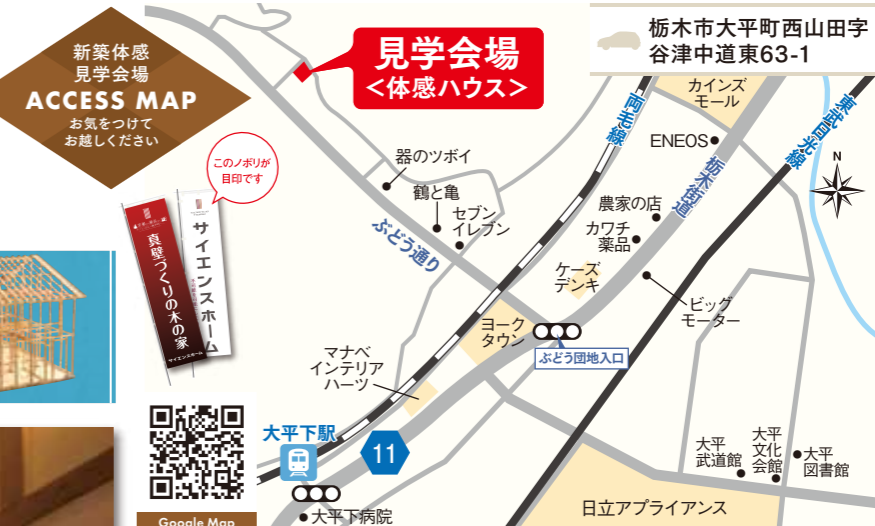 新築体感
見学会場
ACCESS MAP
お気をつけて
お越しください
見学会場
<体感ハウス>
栃木市大平町西山田字
谷津中道東63-1
カインズ
モール
両毛線
東武日光線
ENEOS
栃木街道
N
このノボリが
目印です
器のツボイ
鶴と亀
セブン
イレブン
農家の店
カワチ
薬品
ぶどう通り
ケーズ
デンキ
サイエンスホーム
真壁づくりの木の家
サイエンスホーム
ビッグ
モーター
ヨーク
タウン
ぶどう団地入口
マナベ
インテリア
ハーツ
大平下駅
11
大平
武道館
大平
文化
会館
大平
図書館
日立アプライアンス
大平下病院
Google Map